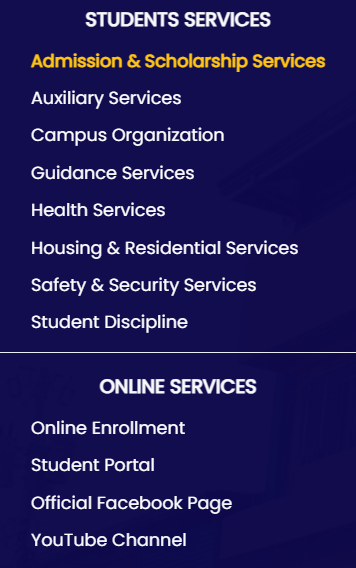 STUDENTS SERVICES
Admission & Scholarship Services
Auxiliary Services
Campus Organization
Guidance Services
Health Services
Housing & Residential Services
Safety & Security Services
Student Discipline
ONLINE SERVICES
Online Enrollment
Student Portal
Official Facebook Page
YouTube Channel